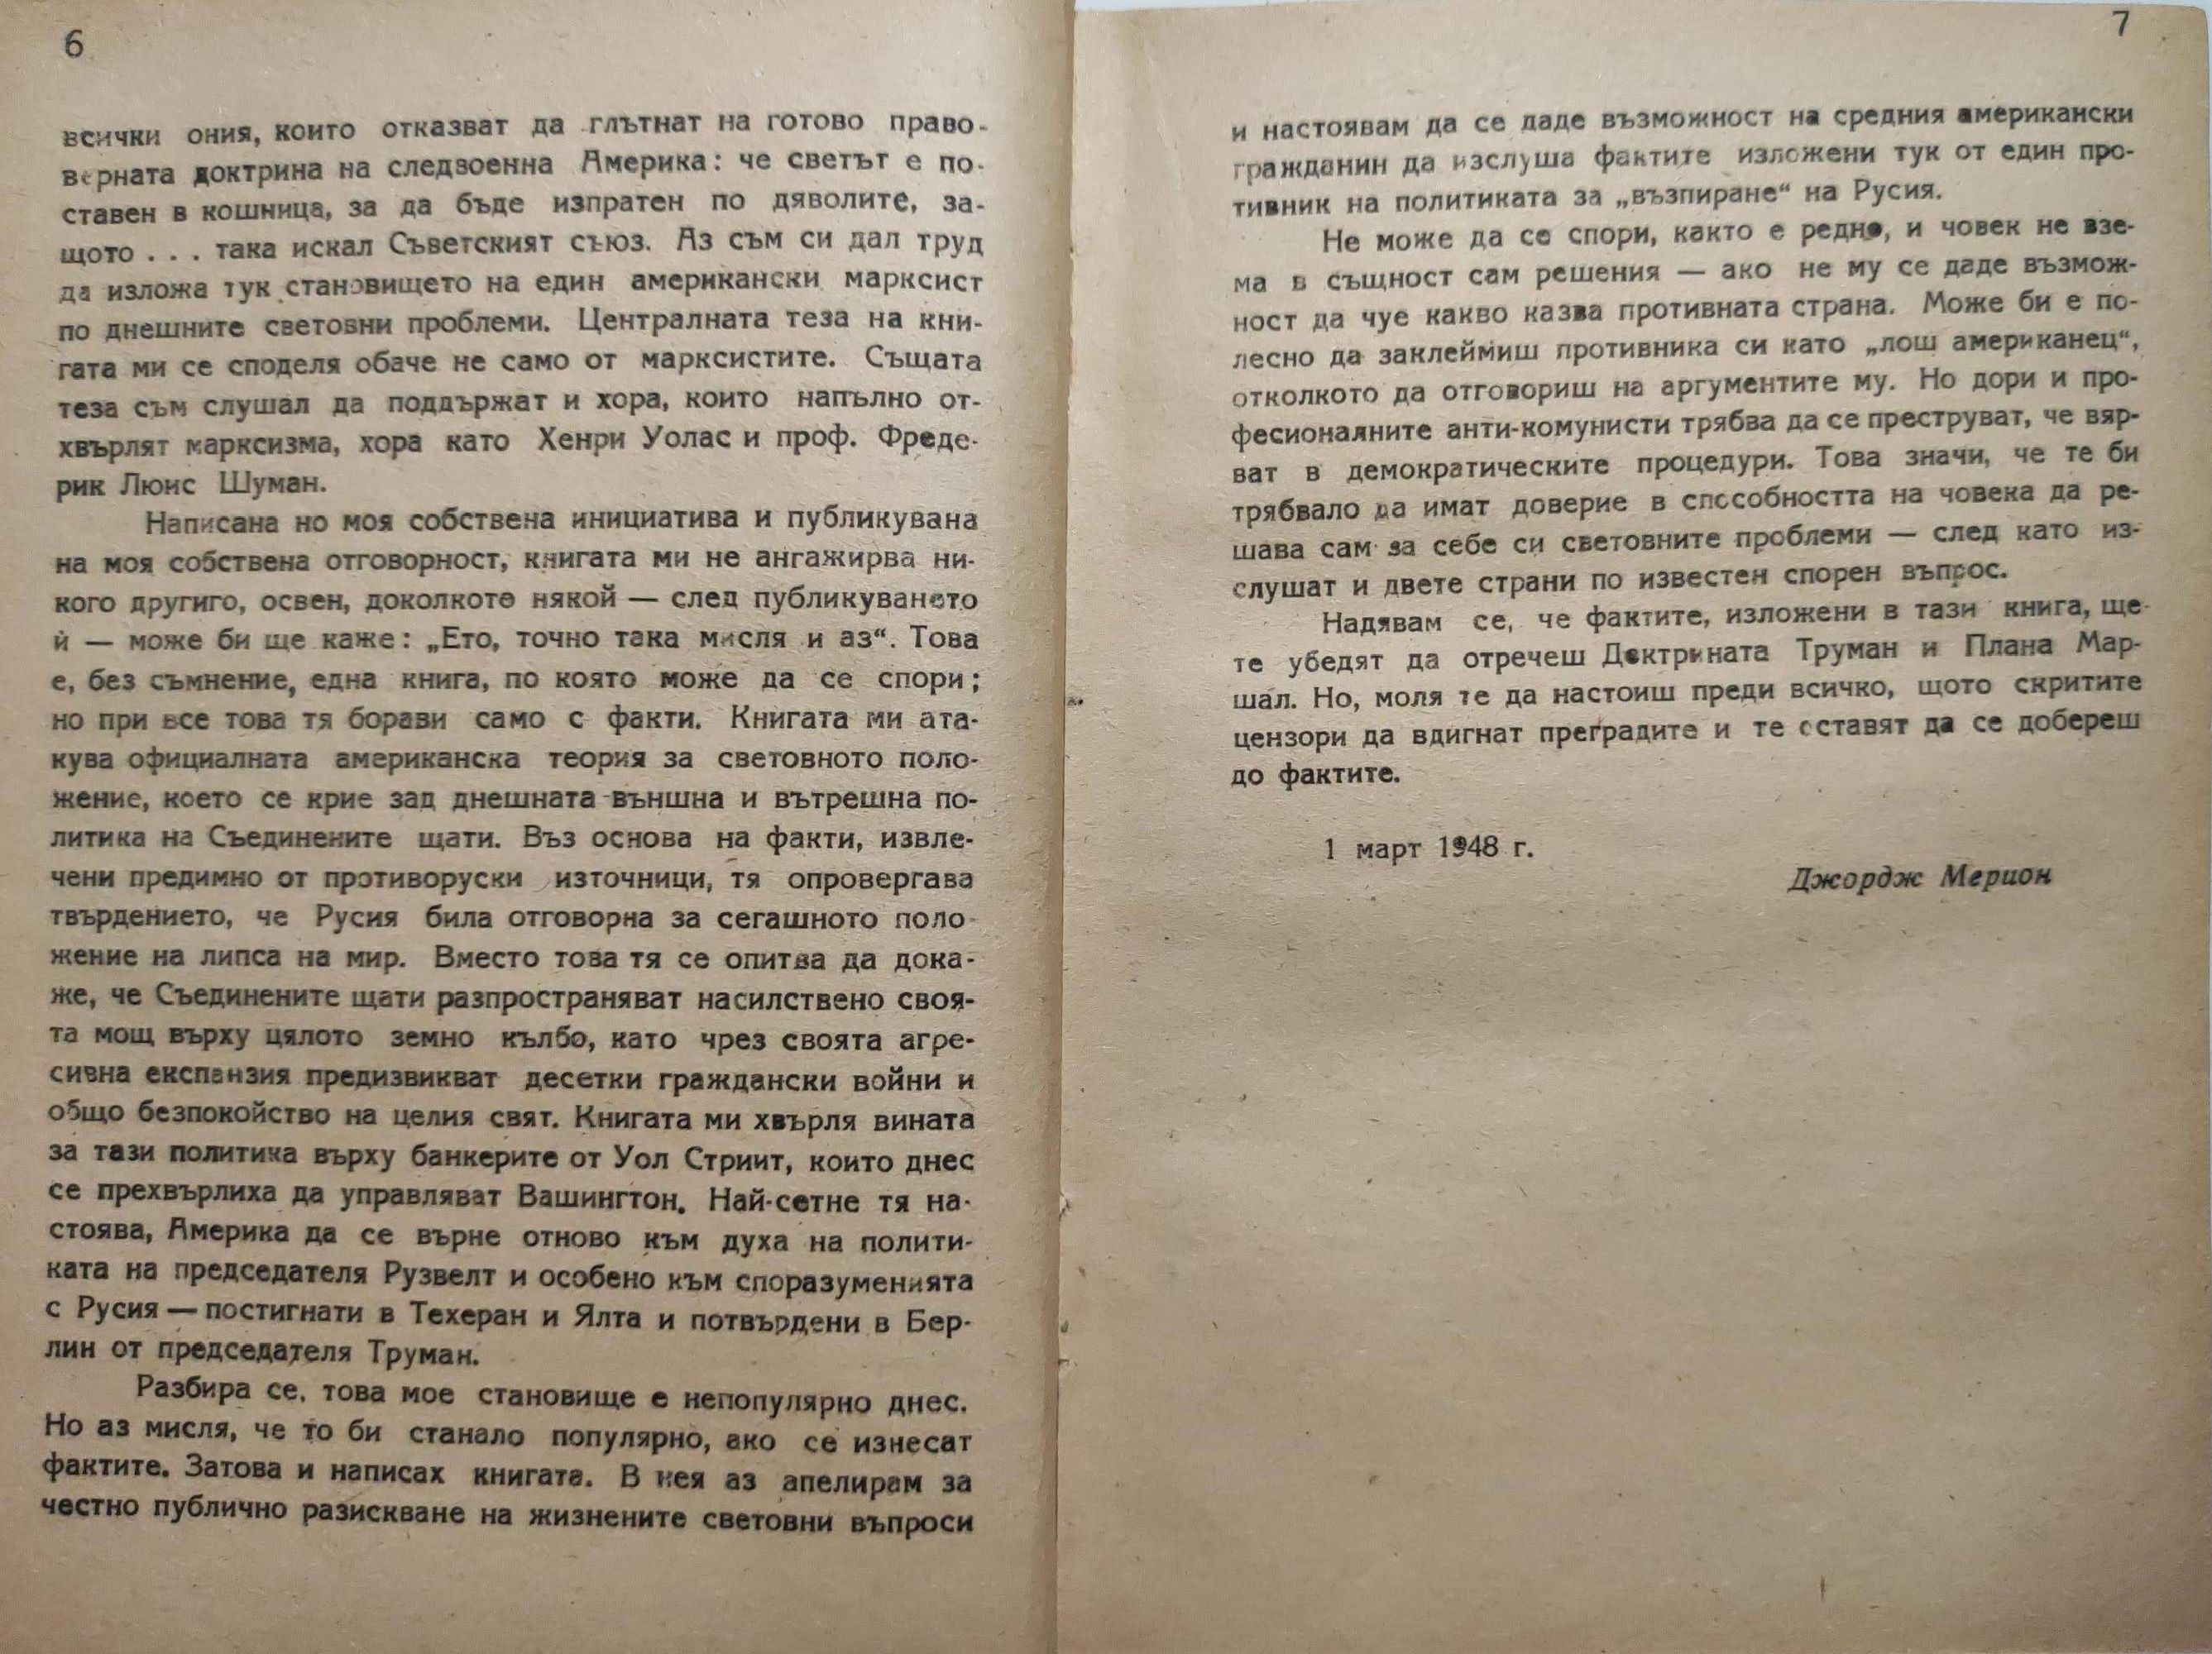 6
всички ония, които отказват да глътнат на готово право-
верната доктрина на следвоенна Америка: че светът е по-
ставен в кошница, за да бъде изпратен по дяволите, за-
щото . . . така искал Съветският съюз. Аз съм си дал труд
да изложа тук становището на един американски марксист
по днешните световни проблеми. Централната теза на кни-
гата ми се споделя обаче не само от марксистите. Същата
теза съм слушал да поддържат и хора, които напълно от-
хвърлят марксизма, хора като Хенри Уолас и проф. Фреде-
рик Люис Шуман.
Написана но моя собствена инициатива и публикувана
на моя собствена отговорност, книгата ми не ангажирва ни-
кого другиго, освен, доколкото някой — след публикуването
ѝ — може би ще каже: „Ето, точно така мисля и аз“. Това
е, без съмнение, една книга, по която може да се спори;
но при все това тя борави само с факти. Книгата ми ата-
кува официалната американска теория за световното поло-
жение, което се крие зад днешната външна и вътрешна по-
литика на Съединените щати. Въз основа на факти, извле-
чени предимно от противоруски източници, тя опровергава
твърдението, че Русия била отговорна за сегашното поло-
жение на липса на мир. Вместо това тя се опитва да дока-
же, че Съединените щати разпространяват насилствено своя-
та мощ върху цялото земно кълбо, като чрез своята агре-
сивна експанзия предизвикват десетки граждански войни и
общо безпокойство на целия свят. Книгата ми хвърля вината
за тази политика върху банкерите от Уол Стриит, които днес
се прехвърлиха да управляват Вашингтон. Най-сетне тя на-
стоява, Америка да се върне отново към духа на полити-
ката на председателя Рузвелт и особено към споразуменията
с Русия — постигнати в Техеран и Ялта и потвърдени в Бер-
лин от председателя Труман.
Разбира се, това мое становище е непопулярно днес.
Но аз мисля, че то би станало популярно, ако се изнесат
фактите. Затова и написах книгата. В нея аз апелирам за
честно публично разискване на жизнените световни въпроси
7
и настоявам да се даде възможност на средния американски
гражданин да изслуша фактите изложени тук от един про-
тивник на политиката за „възпиране“ на Русия.
Не може да се спори, както е редно, и човек не взе-
ма в същност сам решения — ако не му се даде възмож-
ност да чуе какво казва противната страна. Може би е по-
лесно да заклеймиш противника си като „лош американец“,
отколкото да отговориш на аргументите му. Но дори и про-
фесионалните анти-комунисти трябва да се преструват, че вяр-
ват в демократическите процедури. Това значи, че те би
трябвало да имат доверие в способността на човека да ре-
шава сам за себе си световните проблеми — след като из-
слушат и двете страни по известен спорен въпрос.
Надявам се, че фактите, изложени в тази книга, ще
те убедят да отречеш Доктрината Труман и Плана Мар-
шал. Но, моля те да настоиш преди всичко, щото скритите
цензори да вдигнат преградите и те оставят да се добереш
до фактите.
1 март 1948 г.
Джордж Мерион